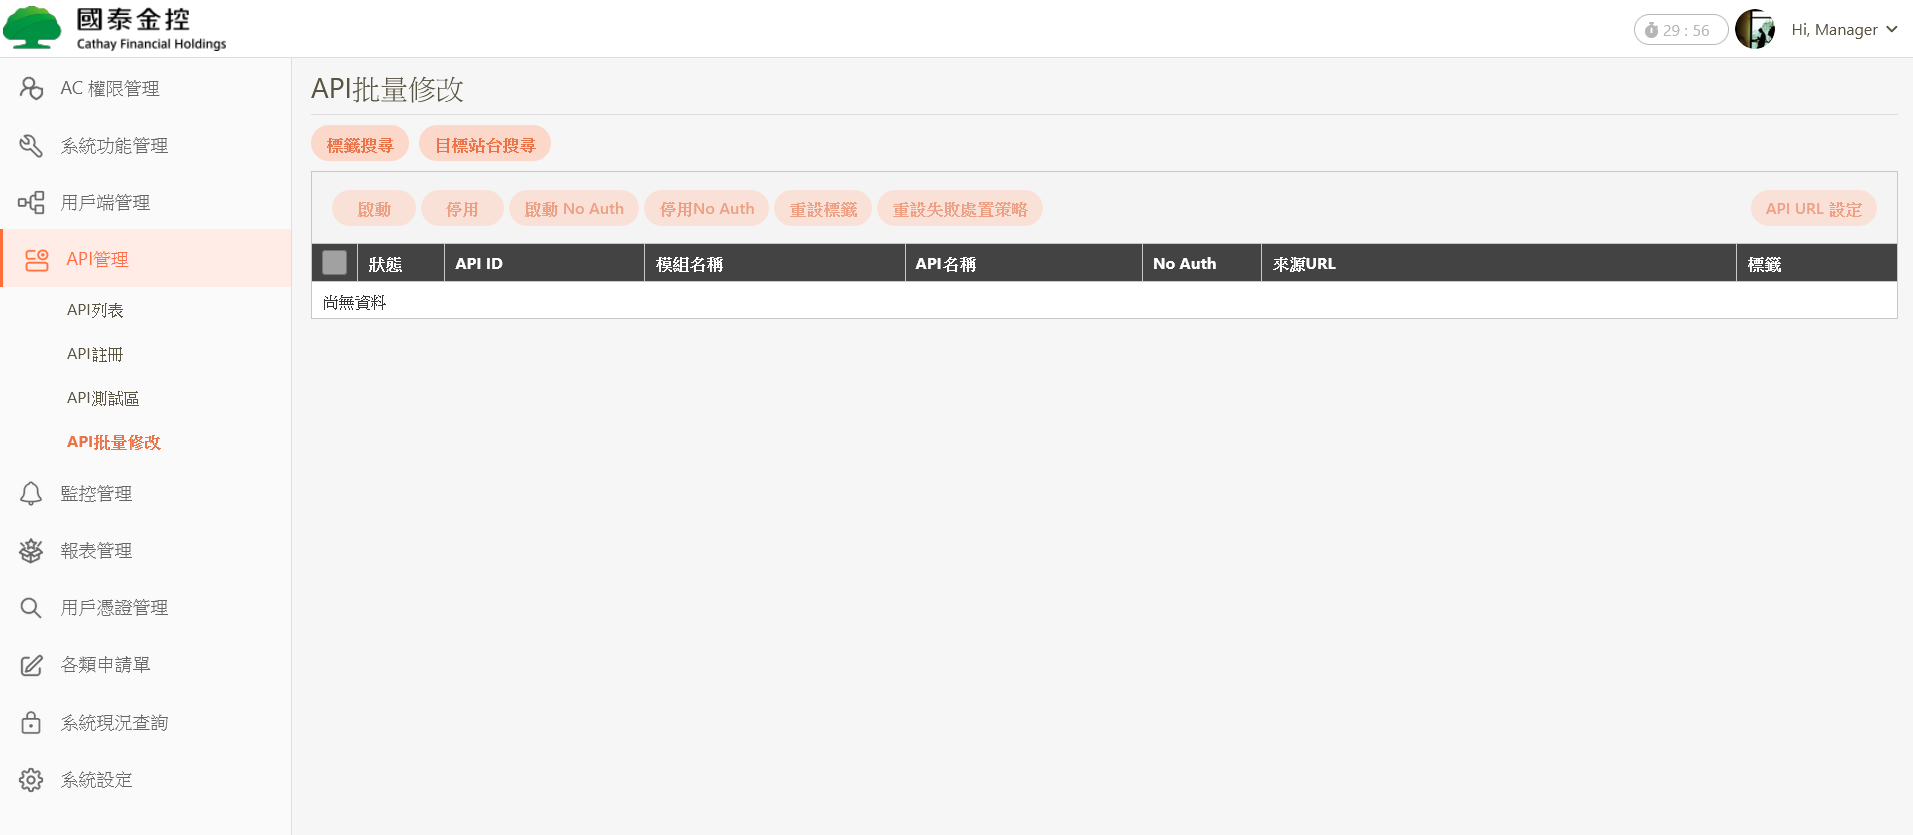 國泰金控
Cathay Financial Holdings
29 : 56
Hi, Manager
AC 權限管理
系統功能管理
用戶端管理
API管理
API列表
API註冊
API測試區
API批量修改
監控管理
報表管理
用戶憑證管理
各類申請單
系統現況查詢
系統設定
API批量修改
標籤搜尋 目標站台搜尋
啟動 停用 啟動 No Auth 停用No Auth 重設標籤 重設失敗處置策略 API URL 設定
狀態 API ID 模組名稱 API名稱 No Auth 來源URL 標籤
尚無資料